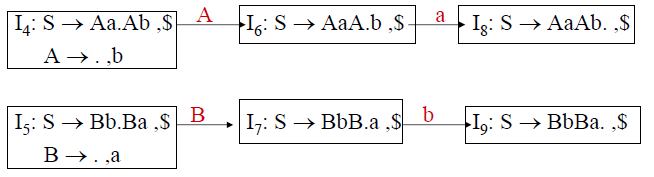 I4: S → Aa.Ab ,$ A I6: S → AaA.b ,$ a I8: S → AaAb. ,$
A → . ,b
I5: S → Bb.Ba ,$ B I7: S → BbB.a ,$ b I9: S → BbBa. ,$
B → . ,a